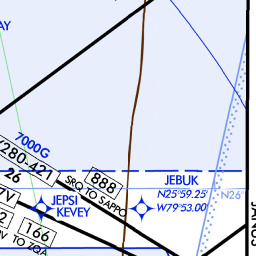 AY
7000G
/280-421
26
888
SRQ TO SAPPO
JEBUK
N25°59.25'
W79°53.00'
N26°
JEPSI
KEVEY
7V
2
166
V TO ZQA
JANUS